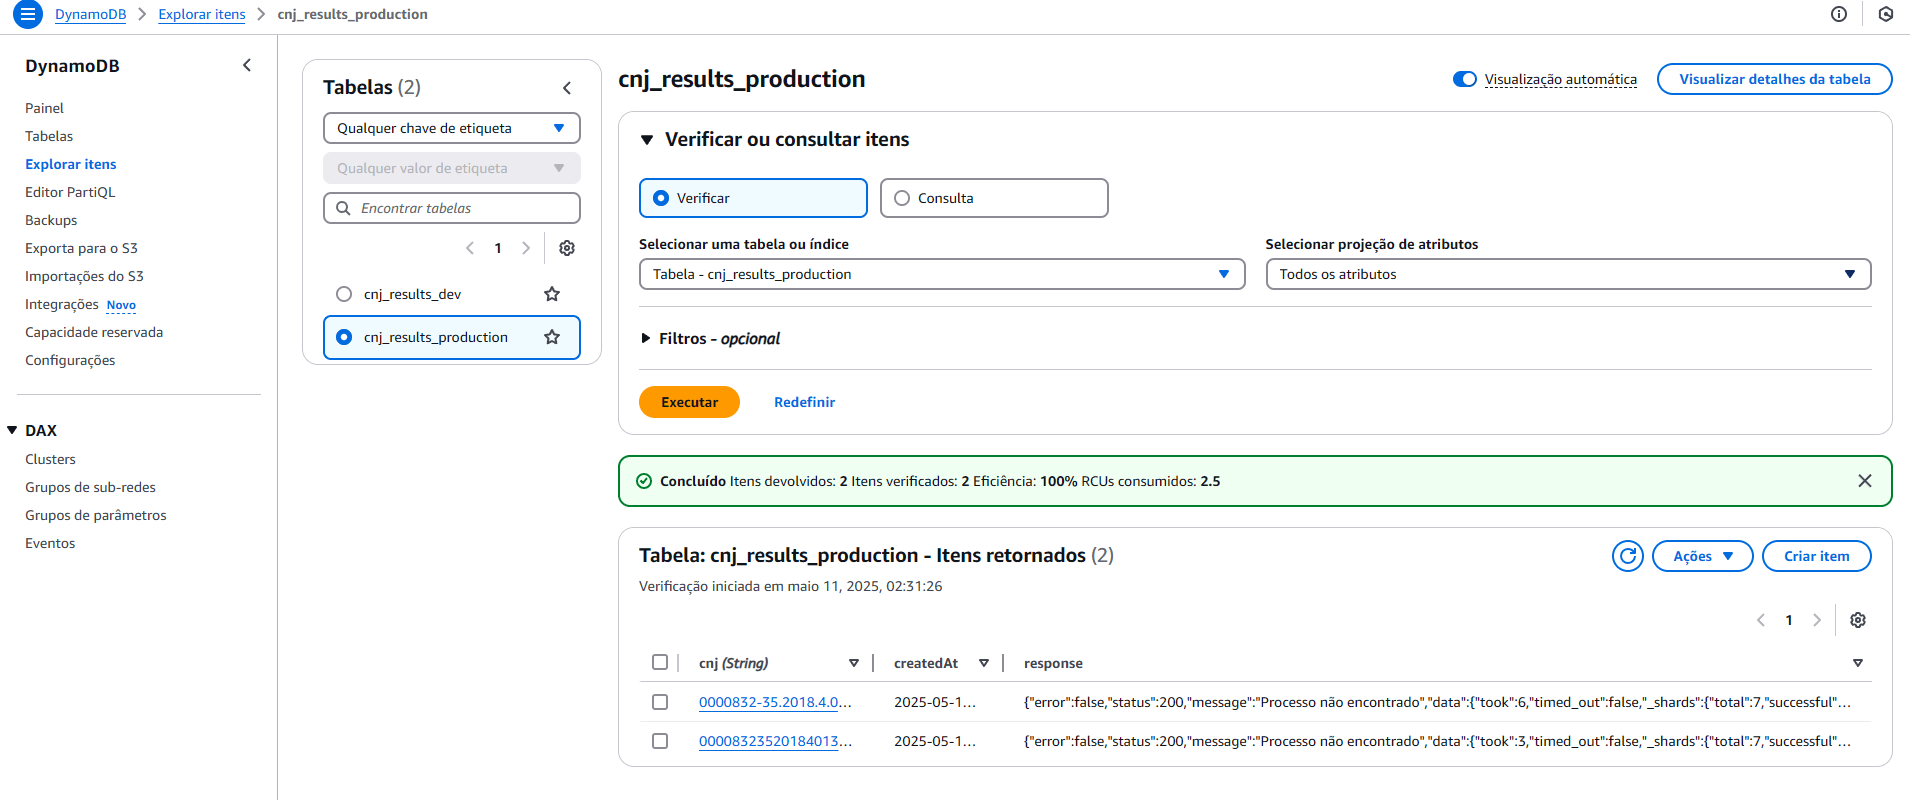 DynamoDB > Explorar itens > cnj_results_production
DynamoDB
Painel
Tabelas
Explorar itens
Editor PartiQL
Backups
Exporta para o S3
Importações do S3
Integrações Novo
Capacidade reservada
Configurações
DAX
Clusters
Grupos de sub-redes
Grupos de parâmetros
Eventos
Tabelas (2)
Qualquer chave de etiqueta
Qualquer valor de etiqueta
Encontrar tabelas
1
cnj_results_dev
cnj_results_production
cnj_results_production
Visualização automática
Visualizar detalhes da tabela
Verificar ou consultar itens
Verificar
Consulta
Selecionar uma tabela ou índice
Tabela - cnj_results_production
Selecionar projeção de atributos
Todos os atributos
Filtros - opcional
Executar
Redefinir
Concluído Itens devolvidos: 2 Itens verificados: 2 Eficiência: 100% RCUs consumidos: 2.5
Tabela: cnj_results_production - Itens retornados (2)
Verificação iniciada em maio 11, 2025, 02:31:26
Ações
Criar item
1
cnj (String) createdAt response
0000832-35.2018.4.0… 2025-05-1… {"error":false,"status":200,"message":"Processo não encontrado","data":{"took":6,"timed_out":false,"_shards":{"total":7,"successful"…
00008323520184013… 2025-05-1… {"error":false,"status":200,"message":"Processo não encontrado","data":{"took":3,"timed_out":false,"_shards":{"total":7,"successful"…